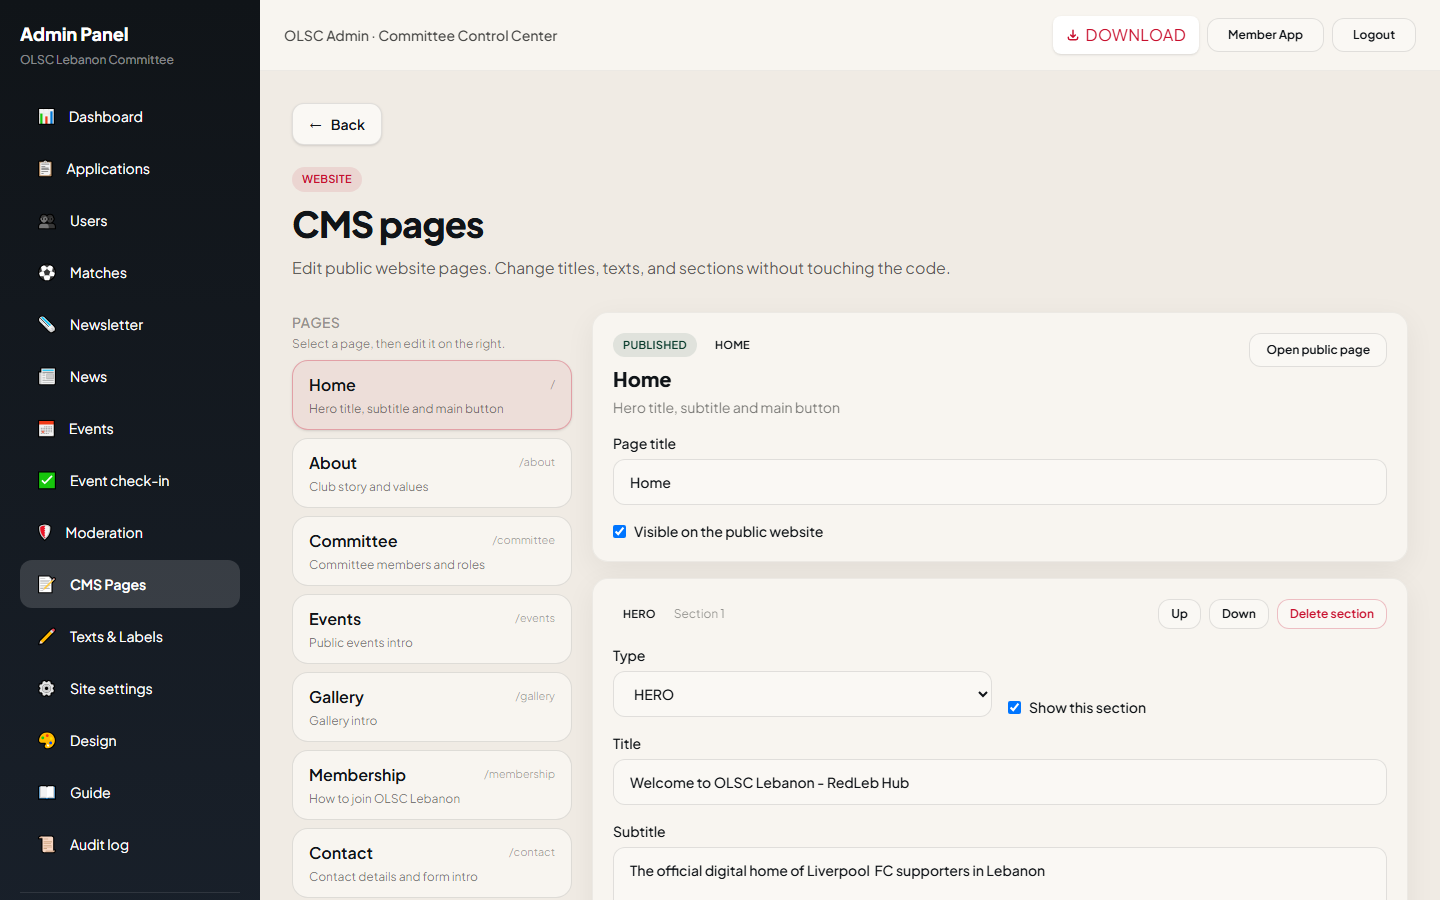 Admin Panel
OLSC Lebanon Committee
Dashboard
Applications
Users
Matches
Newsletter
News
Events
Event check-in
Moderation
CMS Pages
Texts & Labels
Site settings
Design
Guide
Audit log
OLSC Admin · Committee Control Center
DOWNLOAD
Member App
Logout
← Back
WEBSITE
CMS pages
Edit public website pages. Change titles, texts, and sections without touching the code.
PAGES
Select a page, then edit it on the right.
Home /
Hero title, subtitle and main button
About /about
Club story and values
Committee /committee
Committee members and roles
Events /events
Public events intro
Gallery /gallery
Gallery intro
Membership /membership
How to join OLSC Lebanon
Contact /contact
Contact details and form intro
PUBLISHED HOME
Open public page
Home
Hero title, subtitle and main button
Page title
Home
Visible on the public website
HERO Section 1
Up
Down
Delete section
Type
HERO
Show this section
Title
Welcome to OLSC Lebanon - RedLeb Hub
Subtitle
The official digital home of Liverpool FC supporters in Lebanon